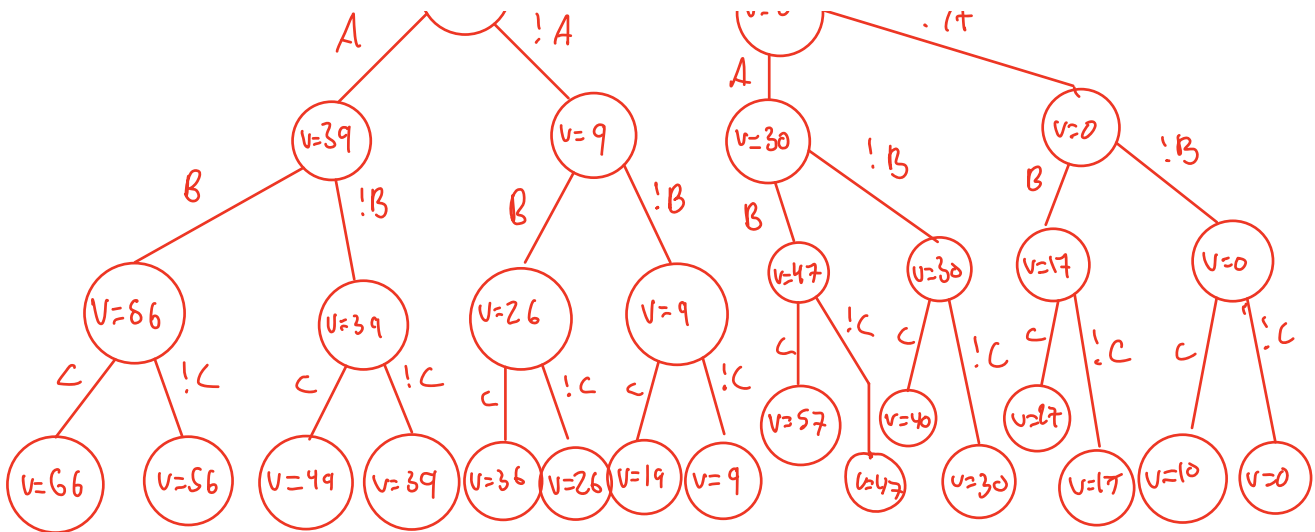 A !A
A
v=39 v=9 v=30 v=0
B !B B !B B !B B !B
V=56 v=39 v=26 v=9 v=47 v=30 v=17 v=0
C !C C !C C !C C !C C !C C !C C !C C !C
v=66 v=56 v=49 v=39 v=36 v=26 v=19 v=9 v=57 v=47 v=40 v=30 v=27 v=17 v=10 v=0